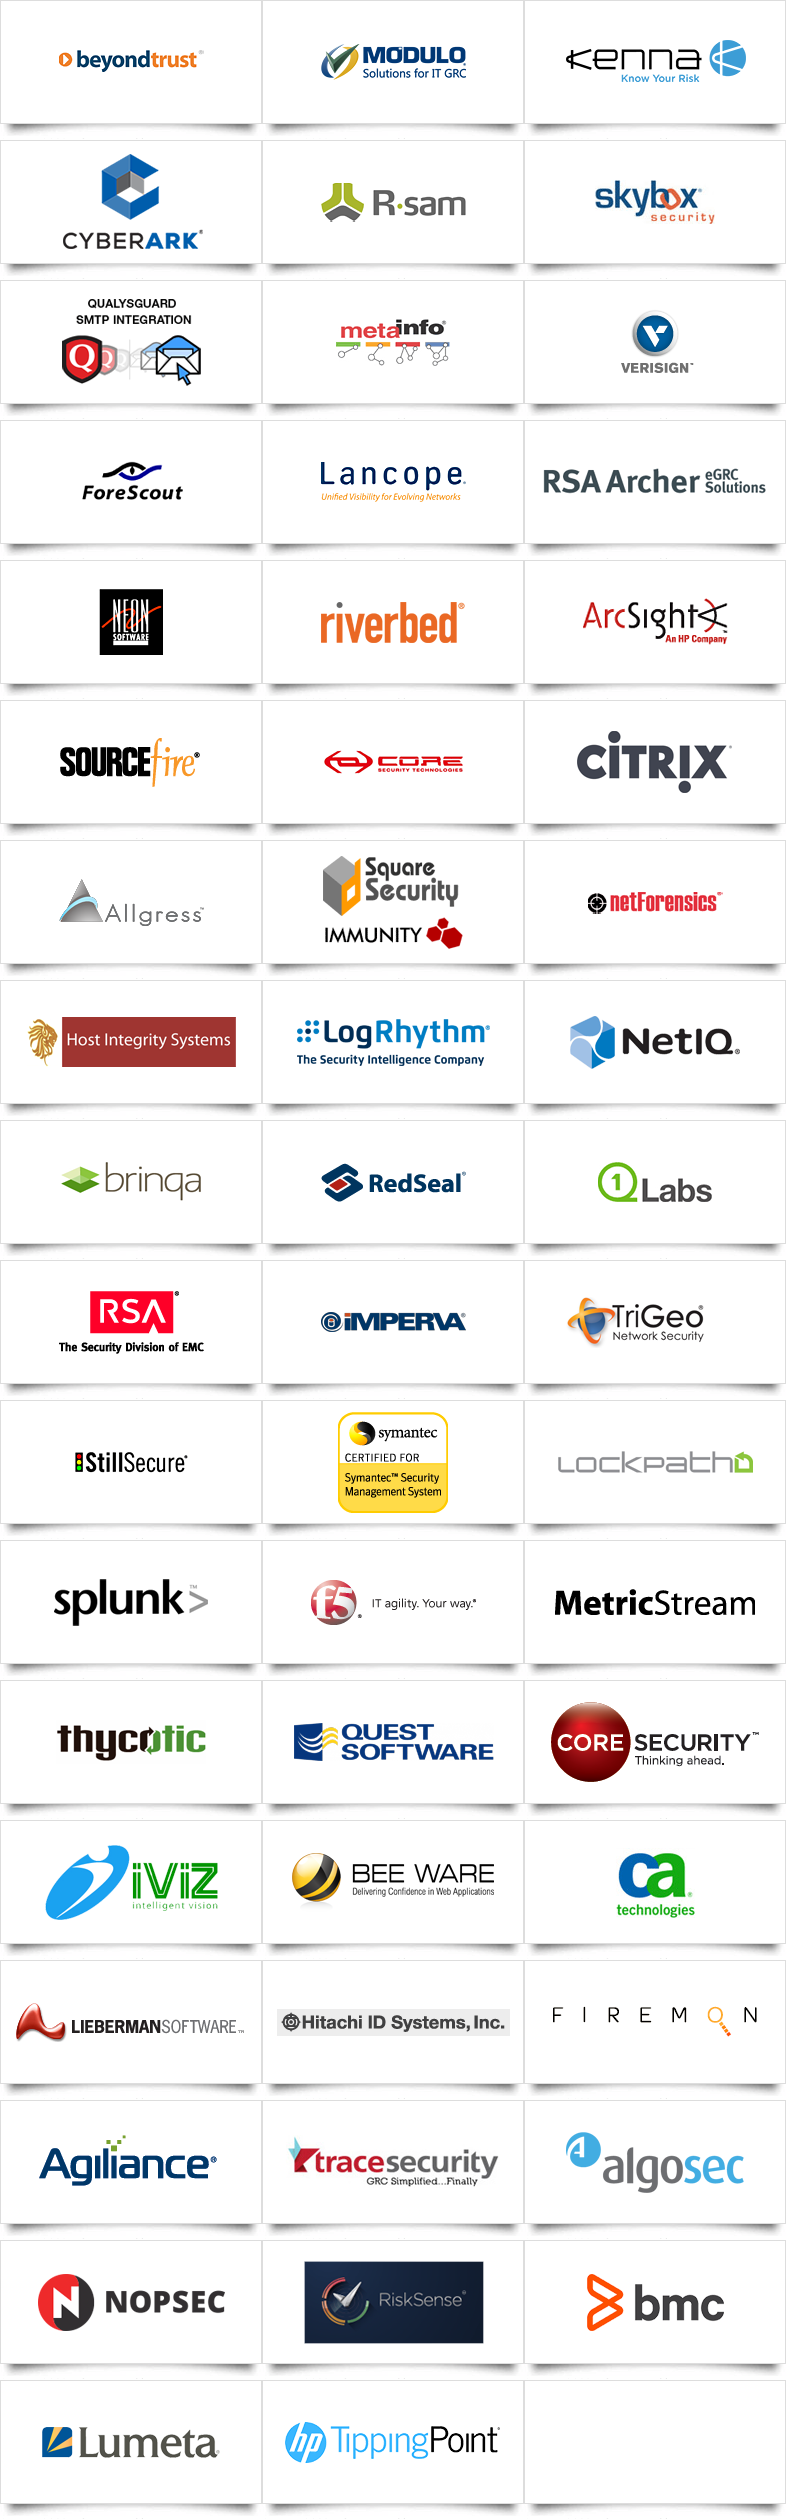 beyondtrust®
MODULO
Solutions for IT GRC
Kenna
Know Your Risk
CYBERARK®
R·sam
skybox®
security
QUALYSGUARD
SMTP INTEGRATION
Q Q
metainfo®
VERISIGN™
ForeScout
Lancope®
Unified Visibility for Evolving Networks
RSA Archer eGRC
Solutions
NEON
SOFTWARE
riverbed®
ArcSight
An HP Company
SOURCEfire®
CORE
SECURITY TECHNOLOGIES
CiTRIX®
Allgress™
Square
Security
IMMUNITY
netForensics®
Host Integrity Systems
LogRhythm®
The Security Intelligence Company
NetIQ®
brinqa
RedSeal®
Q1 Labs
RSA®
The Security Division of EMC
iMPERVA®
TriGeo®
Network Security
StillSecure®
symantec
CERTIFIED FOR
Symantec™ Security
Management System
LOCKPATH
splunk>™
f5® IT agility. Your way.®
MetricStream
thycotic
QUEST
SOFTWARE
CORE SECURITY™
Thinking ahead.
iViZ
intelligent vision
BEE WARE
Delivering Confidence in Web Applications
ca®
technologies
LIEBERMANSOFTWARE™
Hitachi ID Systems, Inc.
FIREMON
Agiliance®
tracesecurity
GRC Simplified...Finally
A algosec
N NOPSEC
RiskSense®
bmc
Lumeta®
hp TippingPoint®